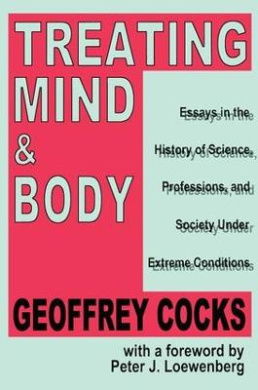 TREATING
MIND
&
BODY
Essays in the
History of Science,
Professions, and
Society Under
Extreme Conditions
GEOFFREY COCKS
with a foreword by
Peter J. Loewenberg